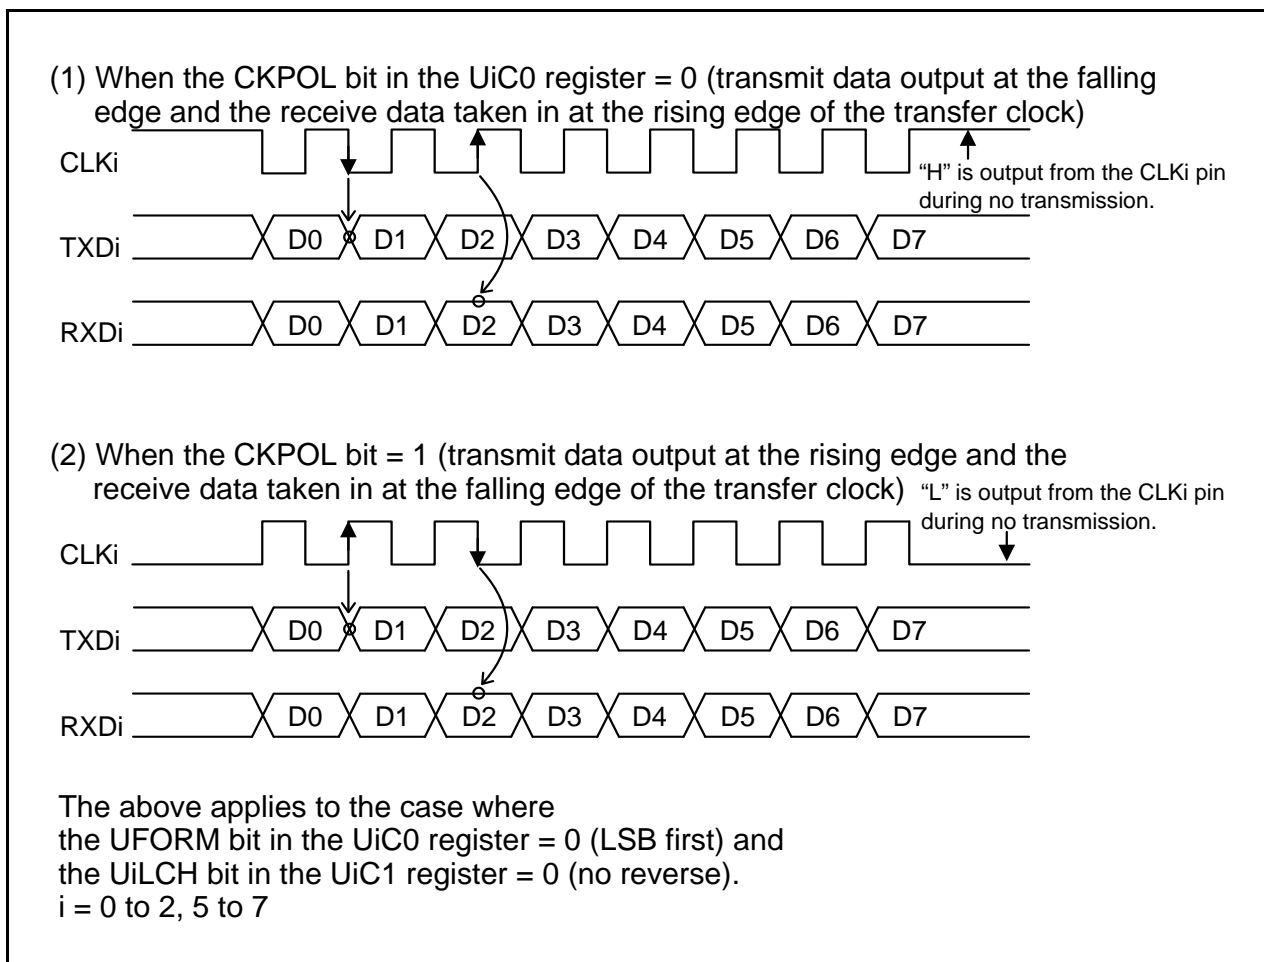 (1) When the CKPOL bit in the UiC0 register = 0 (transmit data output at the falling
edge and the receive data taken in at the rising edge of the transfer clock)
CLKi
“H” is output from the CLKi pin
during no transmission.
TXDi D0 D1 D2 D3 D4 D5 D6 D7
RXDi D0 D1 D2 D3 D4 D5 D6 D7
(2) When the CKPOL bit = 1 (transmit data output at the rising edge and the
receive data taken in at the falling edge of the transfer clock)
“L” is output from the CLKi pin
during no transmission.
CLKi
TXDi D0 D1 D2 D3 D4 D5 D6 D7
RXDi D0 D1 D2 D3 D4 D5 D6 D7
The above applies to the case where
the UFORM bit in the UiC0 register = 0 (LSB first) and
the UiLCH bit in the UiC1 register = 0 (no reverse).
i = 0 to 2, 5 to 7